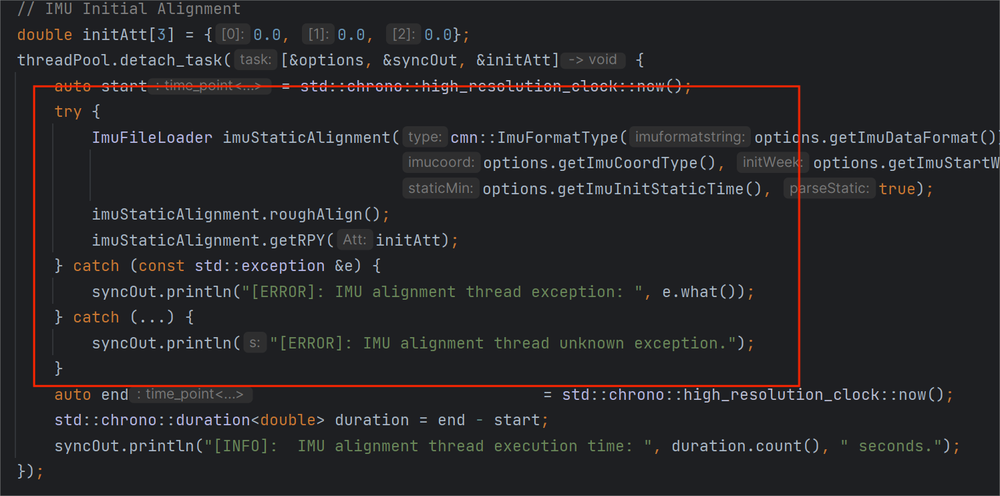 // IMU Initial Alignment
double initAtt[3] = {[0]: 0.0, [1]: 0.0, [2]: 0.0};
threadPool.detach_task( task: [&options, &syncOut, &initAtt] -> void {
auto start : time_point<...> = std::chrono::high_resolution_clock::now();
try {
ImuFileLoader imuStaticAlignment( type: cmn::ImuFormatType( imuformatstring: options.getImuDataFormat())
imucoord: options.getImuCoordType(), initWeek: options.getImuStartW
staticMin: options.getImuInitStaticTime(), parseStatic: true);
imuStaticAlignment.roughAlign();
imuStaticAlignment.getRPY( Att: initAtt);
} catch (const std::exception &e) {
syncOut.println("[ERROR]: IMU alignment thread exception: ", e.what());
} catch (...) {
syncOut.println( s: "[ERROR]: IMU alignment thread unknown exception.");
}
auto end : time_point<...> = std::chrono::high_resolution_clock::now();
std::chrono::duration<double> duration = end - start;
syncOut.println("[INFO]:  IMU alignment thread execution time: ", duration.count(), " seconds.");
});